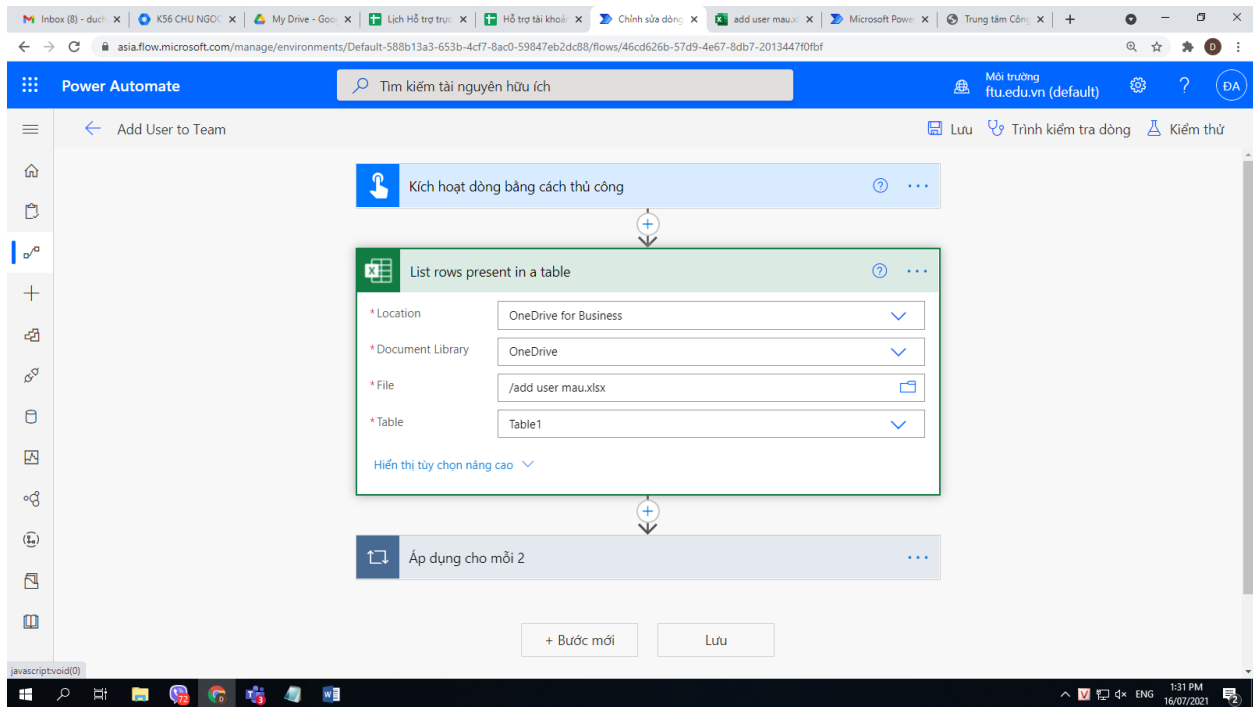 Inbox (8) - duch
K56 CHU NGOC
My Drive - Goo
Lịch Hỗ trợ trực
Hỗ trợ tài khoản
Chỉnh sửa dòng
add user mau.x
Microsoft Power
Trung tâm Công
asia.flow.microsoft.com/manage/environments/Default-588b13a3-653b-4cf7-8ac0-59847eb2dc88/flows/46cd626b-57d9-4e67-8db7-2013447f0fbf
D
Power Automate
Tìm kiếm tài nguyên hữu ích
Môi trường
ftu.edu.vn (default)
?
ĐA
Add User to Team
Lưu
Trình kiểm tra dòng
Kiểm thử
Kích hoạt dòng bằng cách thủ công
List rows present in a table
* Location
OneDrive for Business
* Document Library
OneDrive
* File
/add user mau.xlsx
* Table
Table1
Hiển thị tùy chọn nâng cao
Áp dụng cho mỗi 2
+ Bước mới
Lưu
javascript:void(0)
72
3
V
ENG
1:31 PM
16/07/2021
2